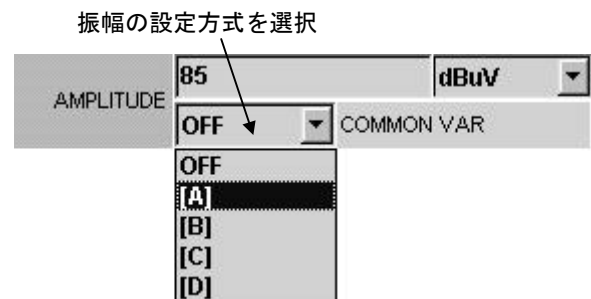 振幅の設定方式を選択
AMPLITUDE
85 dBuV
OFF COMMON VAR
OFF
[A]
[B]
[C]
[D]